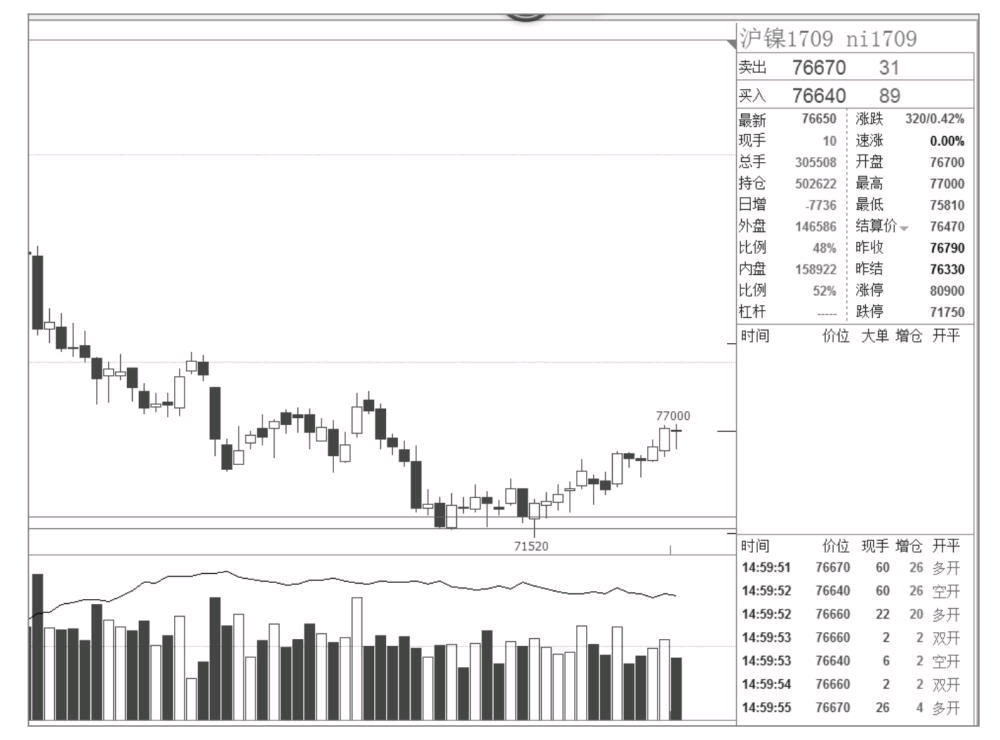 沪镍1709 ni1709
卖出 76670 31
买入 76640 89
最新 76650 涨跌 320/0.42%
现手 10 速涨 0.00%
总手 305508 开盘 76700
持仓 502622 最高 77000
日增 -7736 最低 75810
外盘 146586 结算价 76470
比例 48% 昨收 76790
内盘 158922 昨结 76330
比例 52% 涨停 80900
杠杆 ----- 跌停 71750
时间 价位 大单 增仓 开平
77000
71520
时间 价位 现手 增仓 开平
14:59:51 76670 60 26 多开
14:59:52 76640 60 26 空开
14:59:52 76660 22 20 多开
14:59:53 76660 2 2 双开
14:59:53 76640 6 2 空开
14:59:54 76660 2 2 双开
14:59:55 76670 26 4 多开